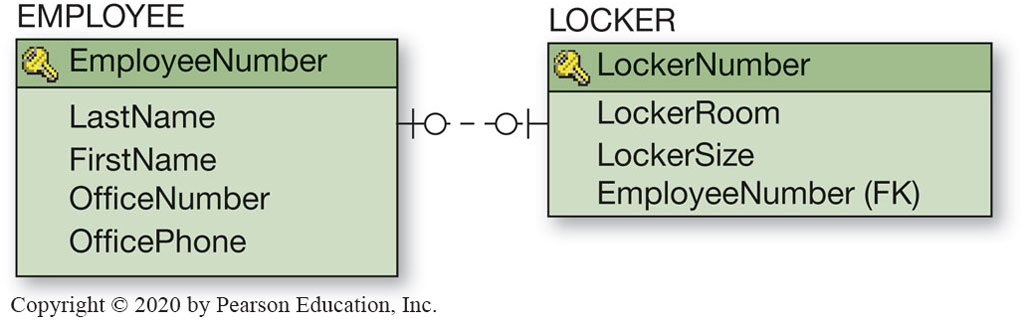 EMPLOYEE
EmployeeNumber
LastName
FirstName
OfficeNumber
OfficePhone
LOCKER
LockerNumber
LockerRoom
LockerSize
EmployeeNumber (FK)
Copyright © 2020 by Pearson Education, Inc.